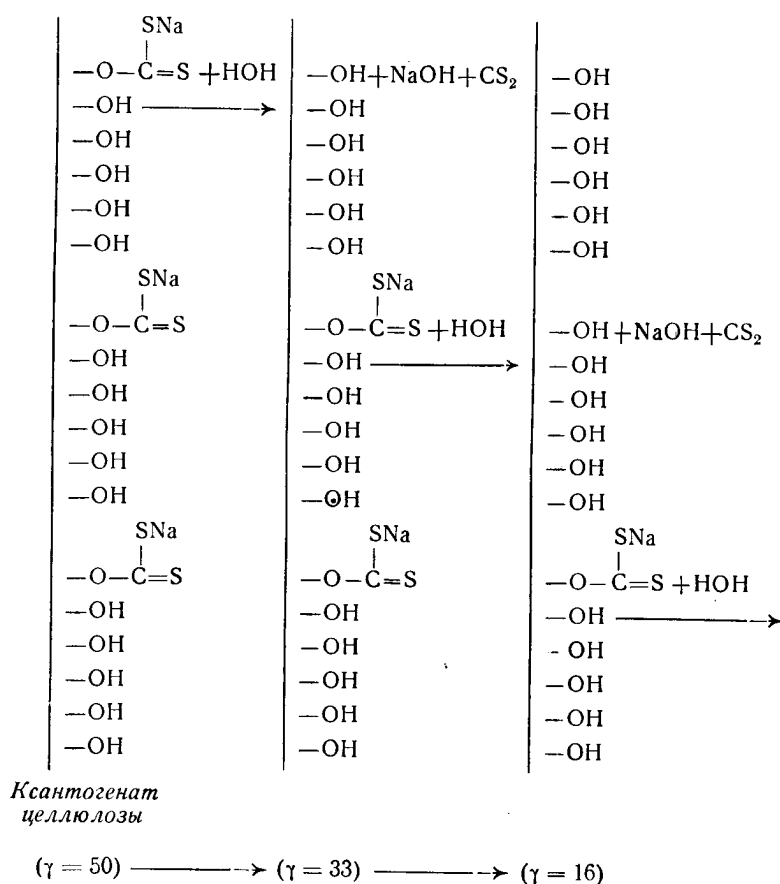 SNa
|
—O—C=S+HOH —OH+NaOH+CS₂ —OH
—OH ⟶ —OH —OH
—OH —OH —OH
—OH —OH —OH
—OH —OH —OH
—OH —OH —OH
SNa SNa
| |
—O—C=S —O—C=S+HOH —OH+NaOH+CS₂
—OH —OH ⟶ —OH
—OH —OH —OH
—OH —OH —OH
—OH —OH —OH
—OH —OH —OH
SNa SNa SNa
| | |
—O—C=S —O—C=S —O—C=S+HOH
—OH —OH —OH ⟶
—OH —OH —OH
—OH —OH —OH
—OH —OH —OH
—OH —OH —OH
Ксантогенат
целлюлозы
(γ = 50) ⟶ (γ = 33) ⟶ (γ = 16)